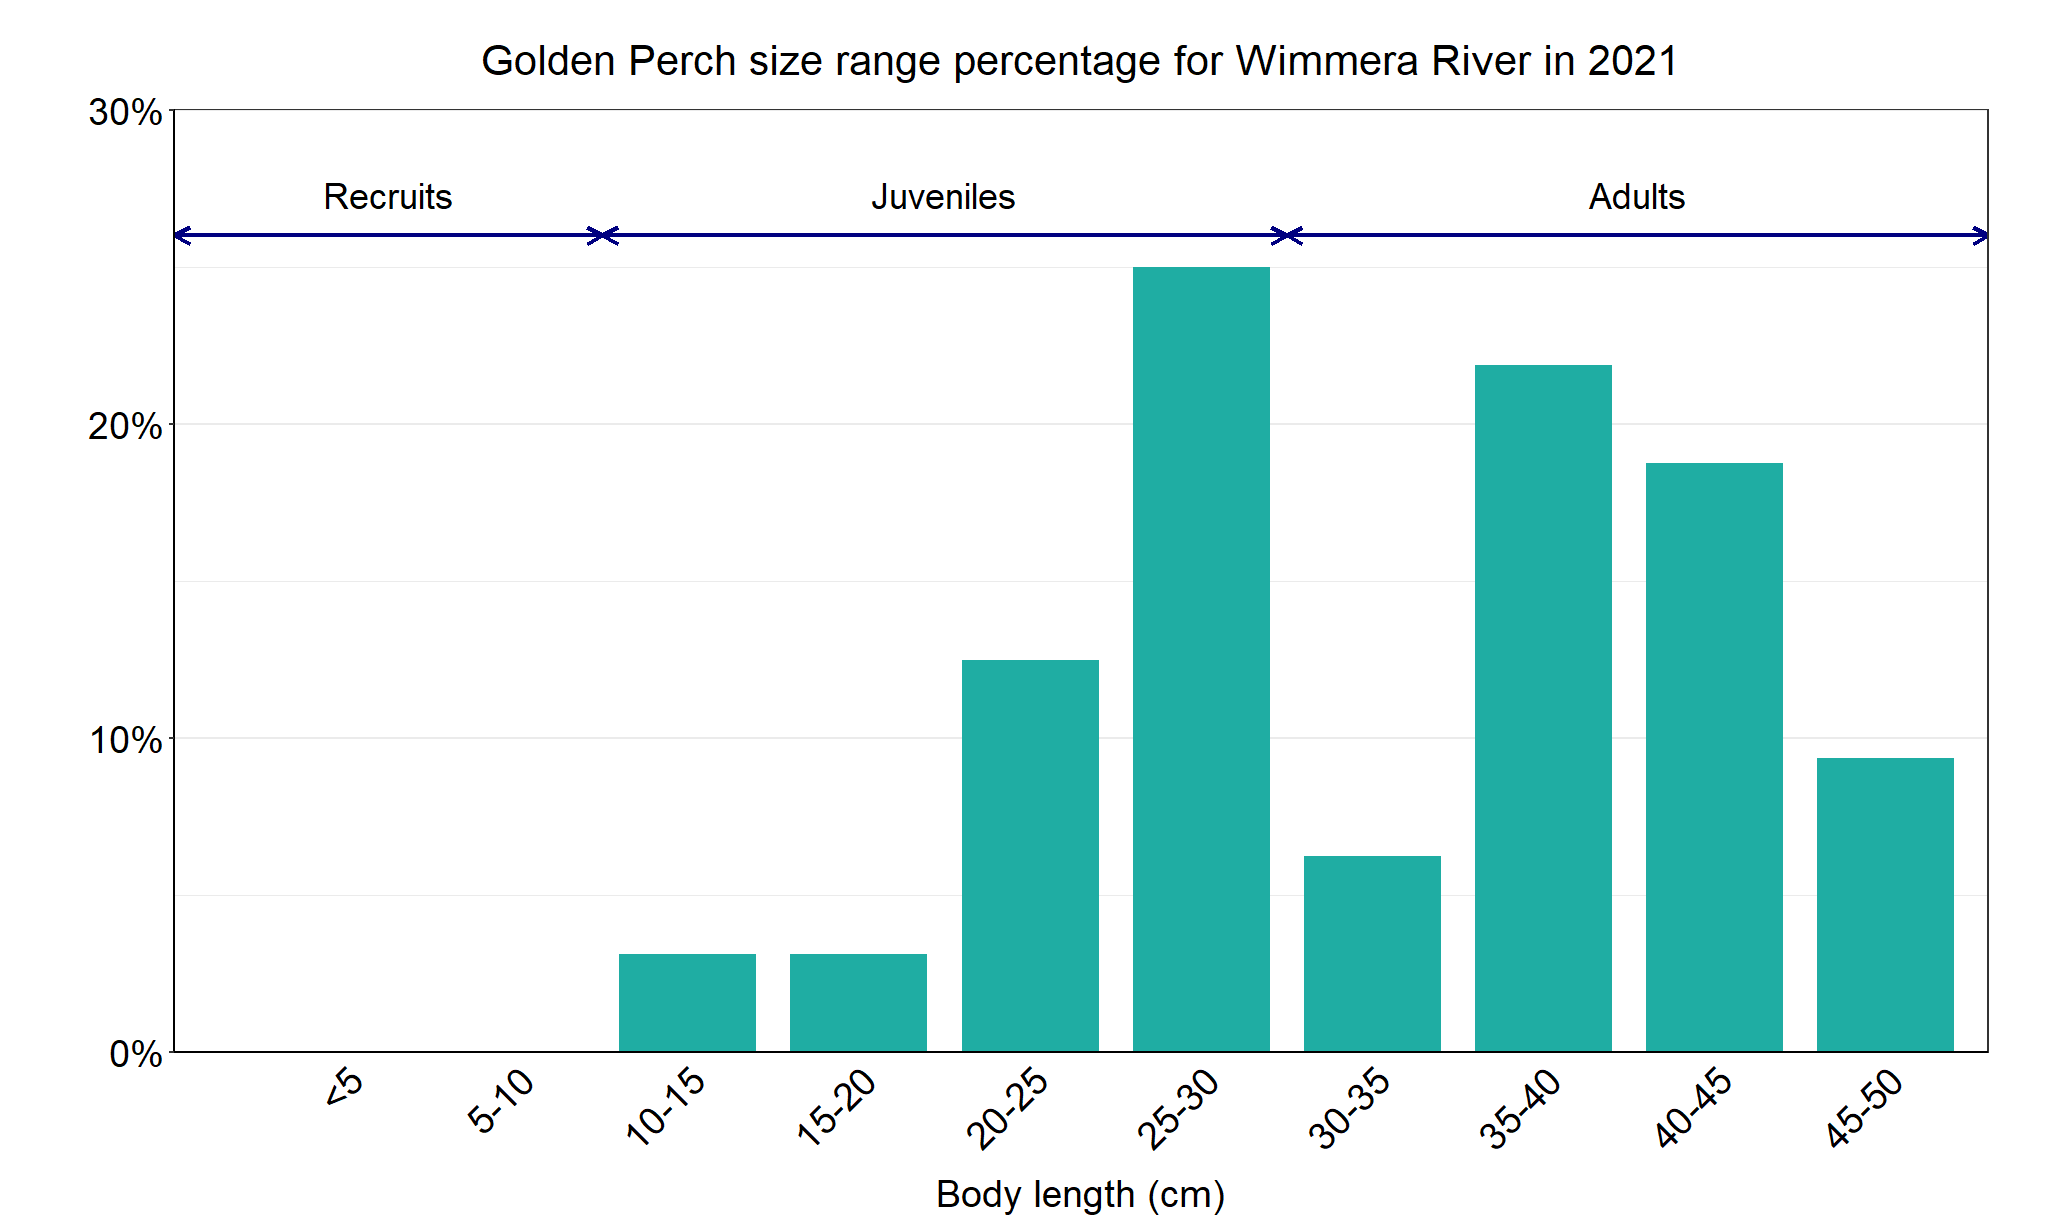 Golden Perch size range percentage for Wimmera River in 2021
30%
Recruits Juveniles Adults
20%
10%
0%
<5 5-10 10-15 15-20 20-25 25-30 30-35 35-40 40-45 45-50
Body length (cm)